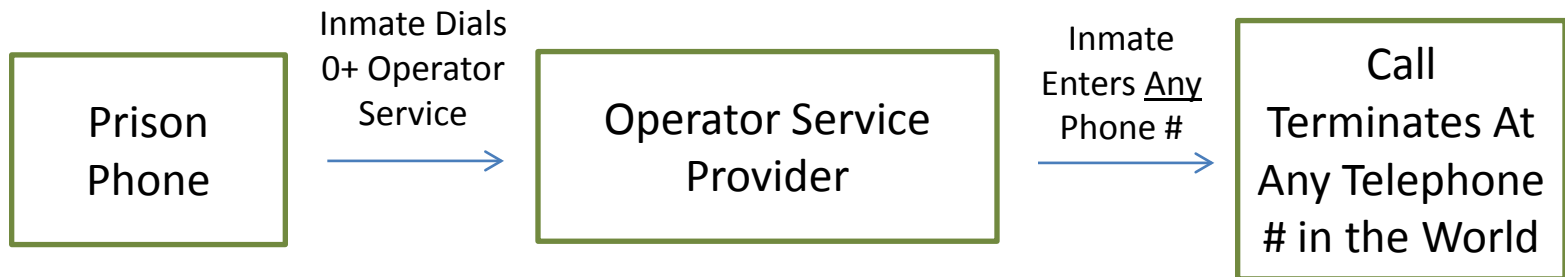 Prison
Phone
Inmate Dials
0+ Operator
Service
Operator Service
Provider
Inmate
Enters Any
Phone #
Call
Terminates At
Any Telephone
# in the World